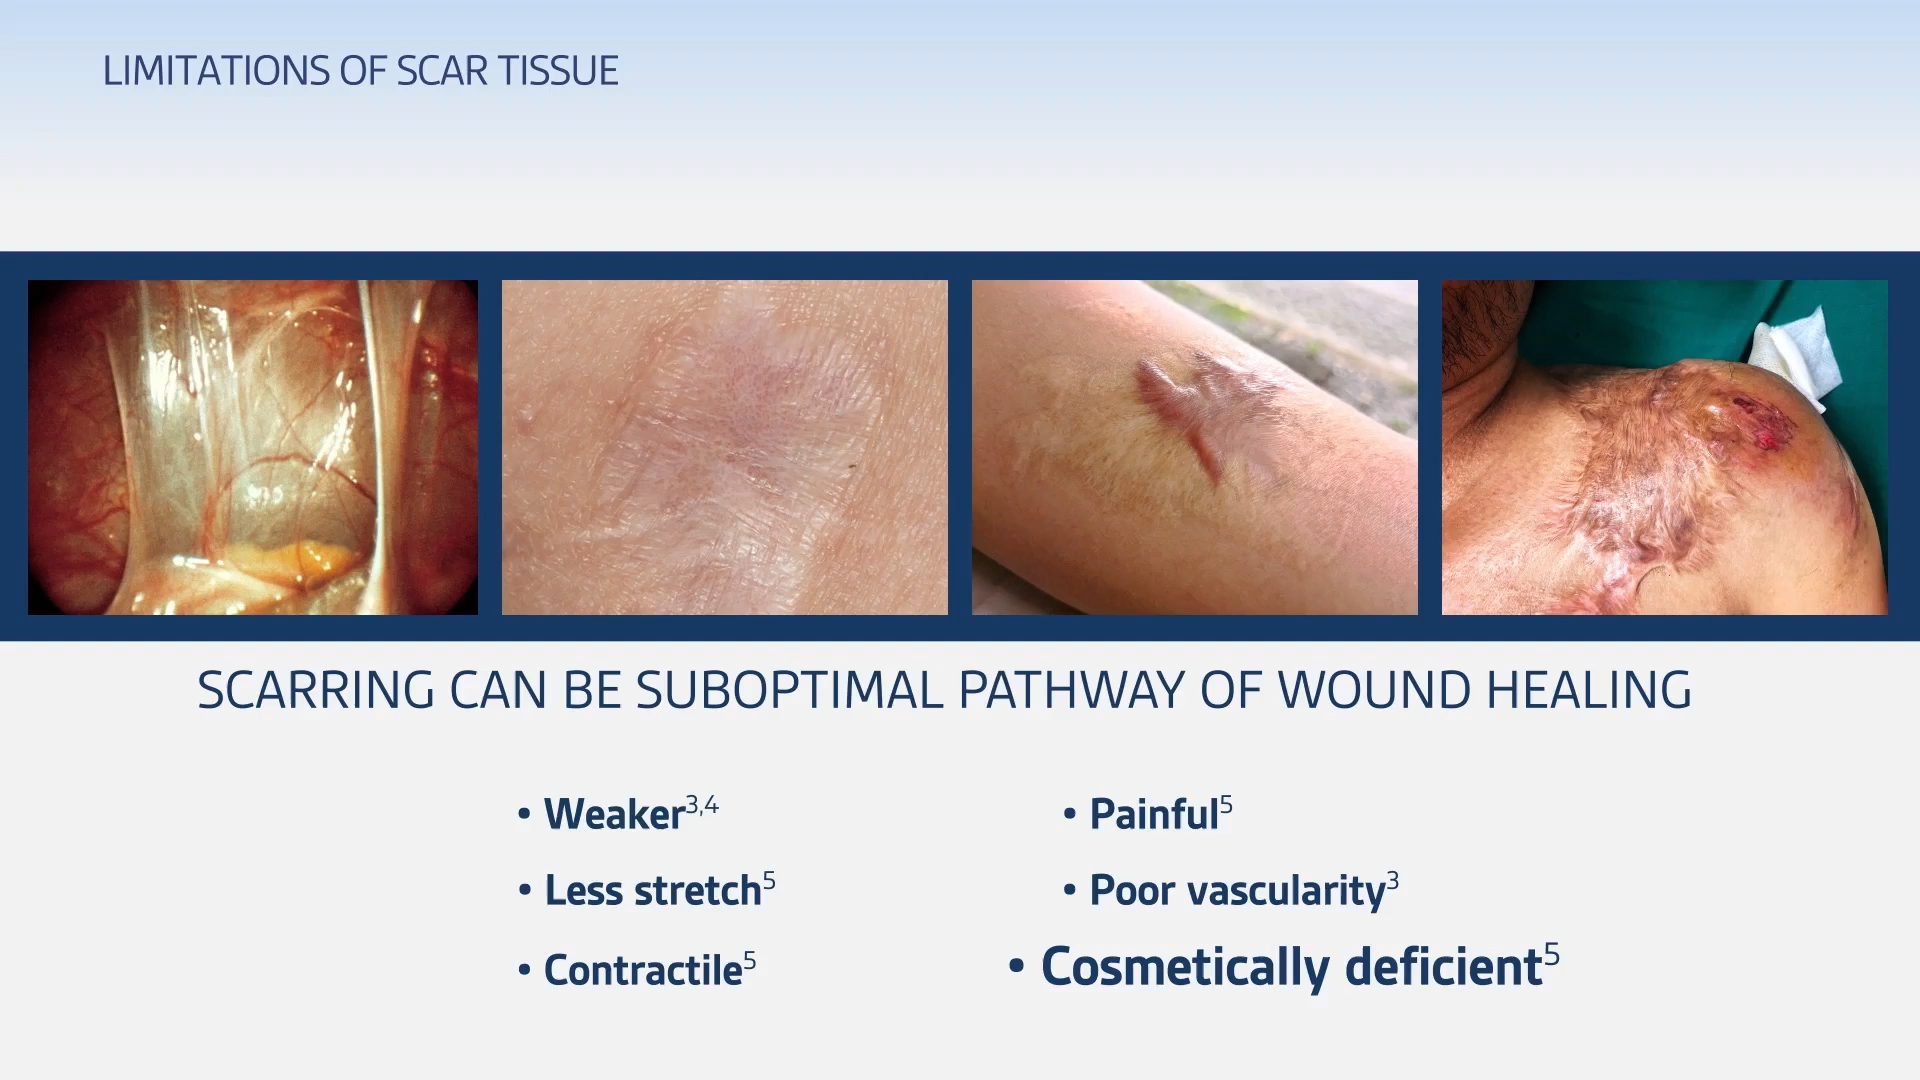 LIMITATIONS OF SCAR TISSUE
SCARRING CAN BE SUBOPTIMAL PATHWAY OF WOUND HEALING
• Weaker3,4
• Less stretch5
• Contractile5
• Painful5
• Poor vascularity3
• Cosmetically deficient5